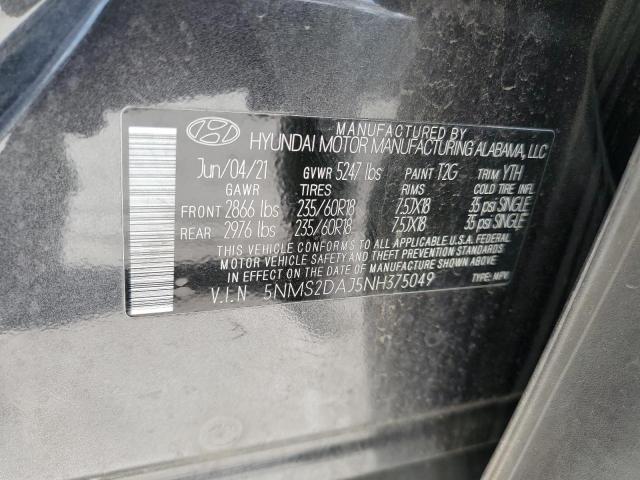 MANUFACTURED BY
HYUNDAI MOTOR MANUFACTURING ALABAMA, LLC
Jun/04/21 GVWR 5247 lbs PAINT T2G TRIM YTH
GAWR TIRES RIMS COLD TIRE INFL
FRONT 2866 lbs 235/60R18 7.5JX18 35 psi SINGLE
REAR 2976 lbs 235/60R18 7.5JX18 35 psi SINGLE
THIS VEHICLE CONFORMS TO ALL APPLICABLE U.S.A. FEDERAL
MOTOR VEHICLE SAFETY STANDARDS
IN EFFECT ON THE DATE OF MANUFACTURE SHOWN ABOVE.
V.I.N 5NMS2DAJ5NH375049 TYPE: MPV